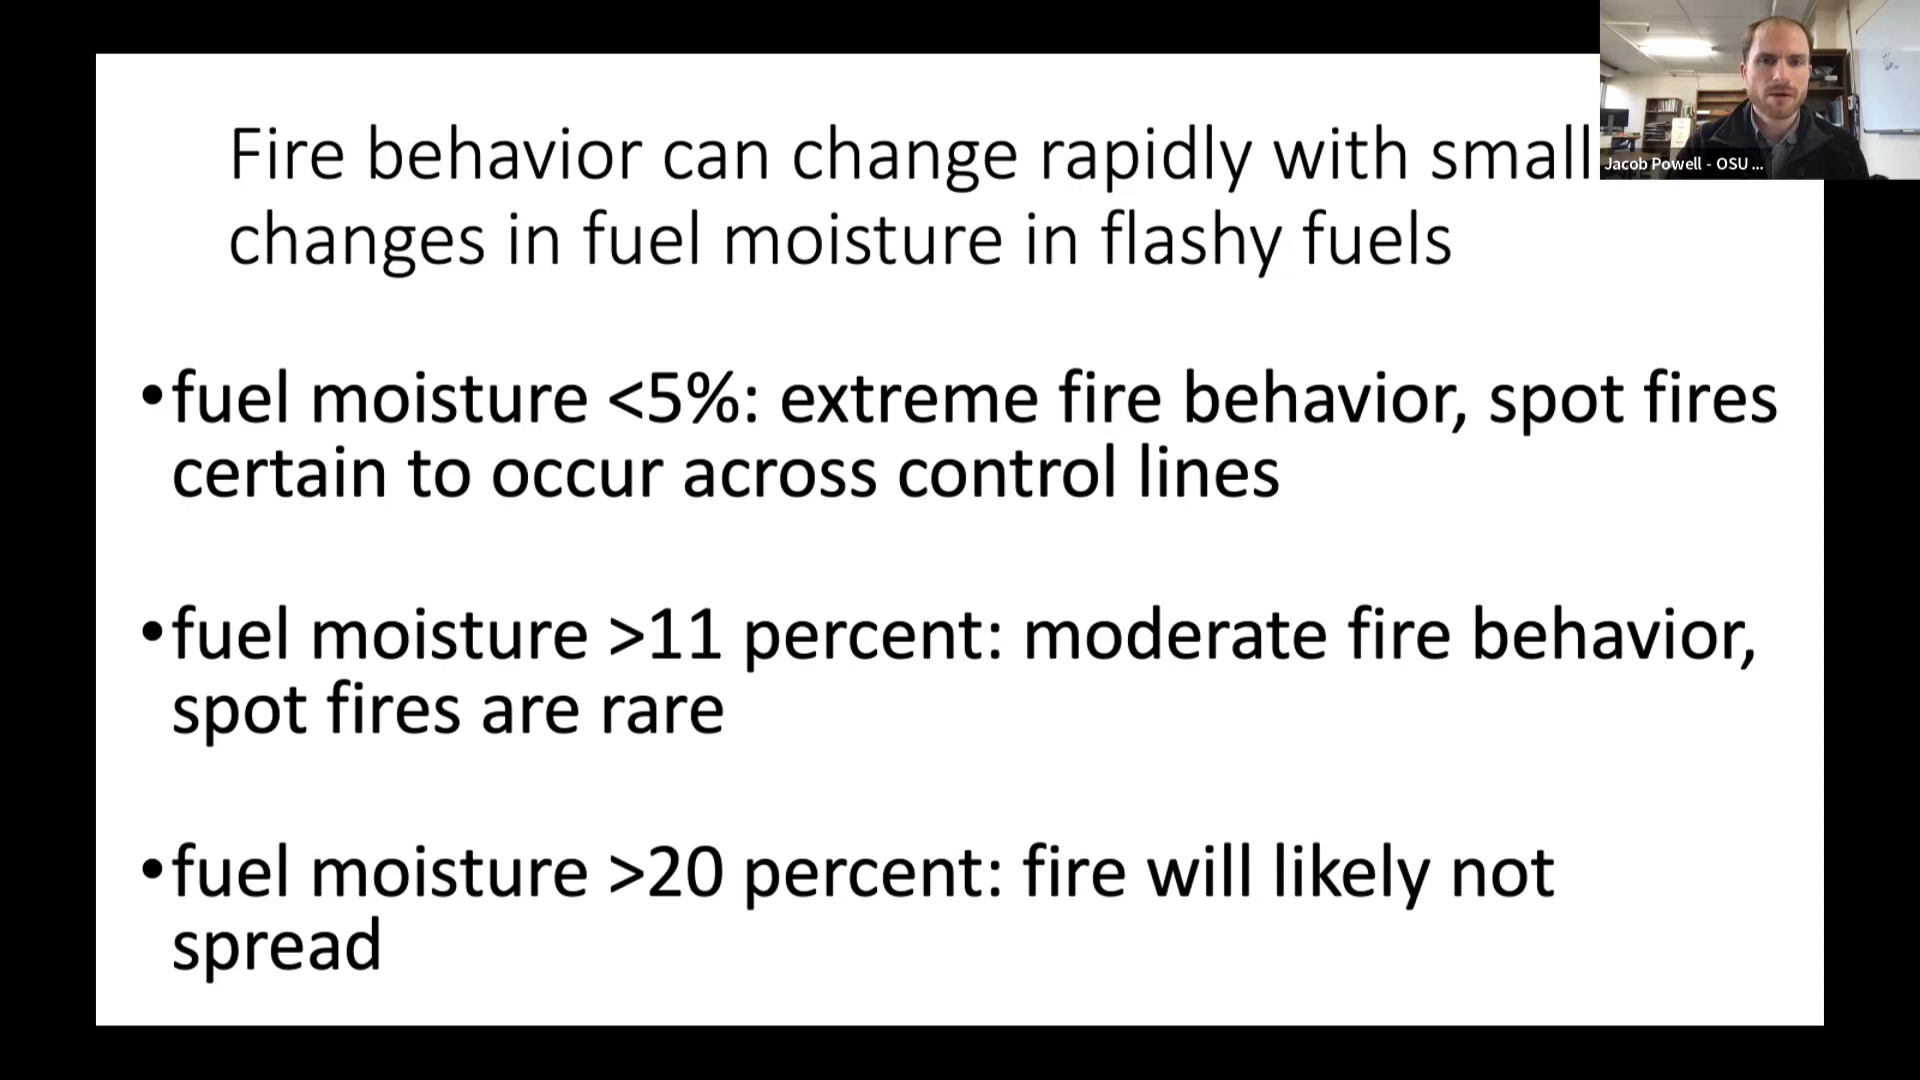 Fire behavior can change rapidly with small
changes in fuel moisture in flashy fuels
•fuel moisture <5%: extreme fire behavior, spot fires
certain to occur across control lines
•fuel moisture >11 percent: moderate fire behavior,
spot fires are rare
•fuel moisture >20 percent: fire will likely not
spread
Jacob Powell - OSU ...